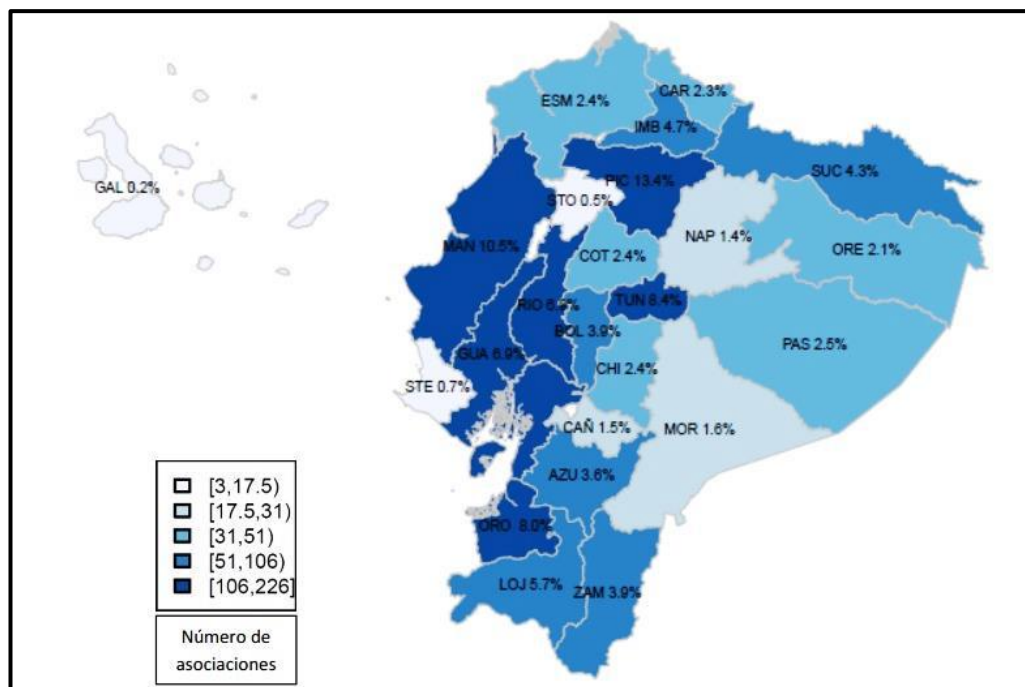 CAR 2.3%
ESM 2.4%
IMB 4.7%
SUC 4.3%
PIC 13.4%
GAL 0.2%
STO 0.5%
NAP 1.4%
MAN 10.5%
COT 2.4%
ORE 2.1%
RIO 6.9%
TUN 8.4%
BOL 3.9%
PAS 2.5%
GUA 6.9%
CHI 2.4%
STE 0.7%
CAÑ 1.5%
MOR 1.6%
AZU 3.6%
ORO 8.0%
LOJ 5.7%
ZAM 3.9%
[3,17.5)
[17.5,31)
[31,51)
[51,106)
[106,226]
Número de
asociaciones